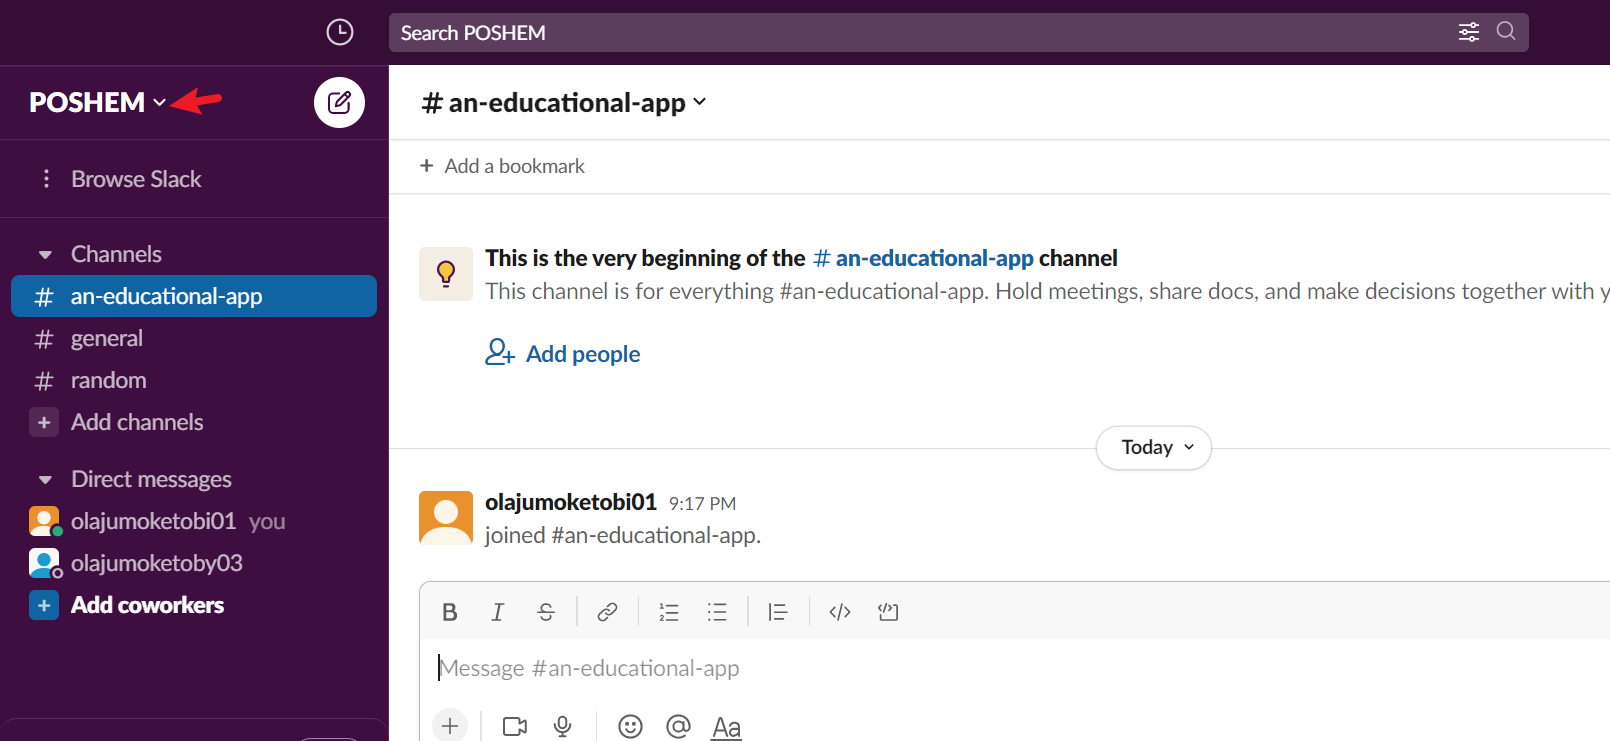 Search POSHEM
POSHEM
Browse Slack
Channels
# an-educational-app
# general
# random
+ Add channels
Direct messages
olajumoketobi01 you
olajumoketoby03
+ Add coworkers
# an-educational-app
+ Add a bookmark
This is the very beginning of the # an-educational-app channel
This channel is for everything #an-educational-app. Hold meetings, share docs, and make decisions together with y
Add people
Today
olajumoketobi01 9:17 PM
joined #an-educational-app.
B I S
Message #an-educational-app
+ @ Aa